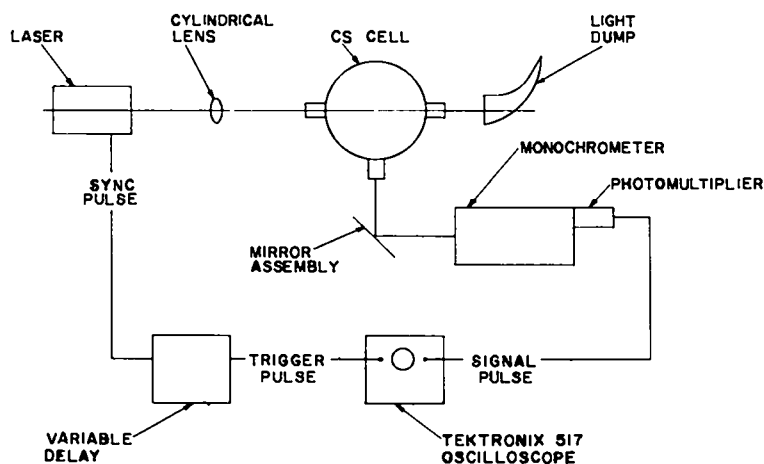 LASER
CYLINDRICAL
LENS
CS CELL
LIGHT
DUMP
MONOCHROMETER
PHOTOMULTIPLIER
SYNC
PULSE
MIRROR
ASSEMBLY
TRIGGER
PULSE
SIGNAL
PULSE
VARIABLE
DELAY
TEKTRONIX 517
OSCILLOSCOPE